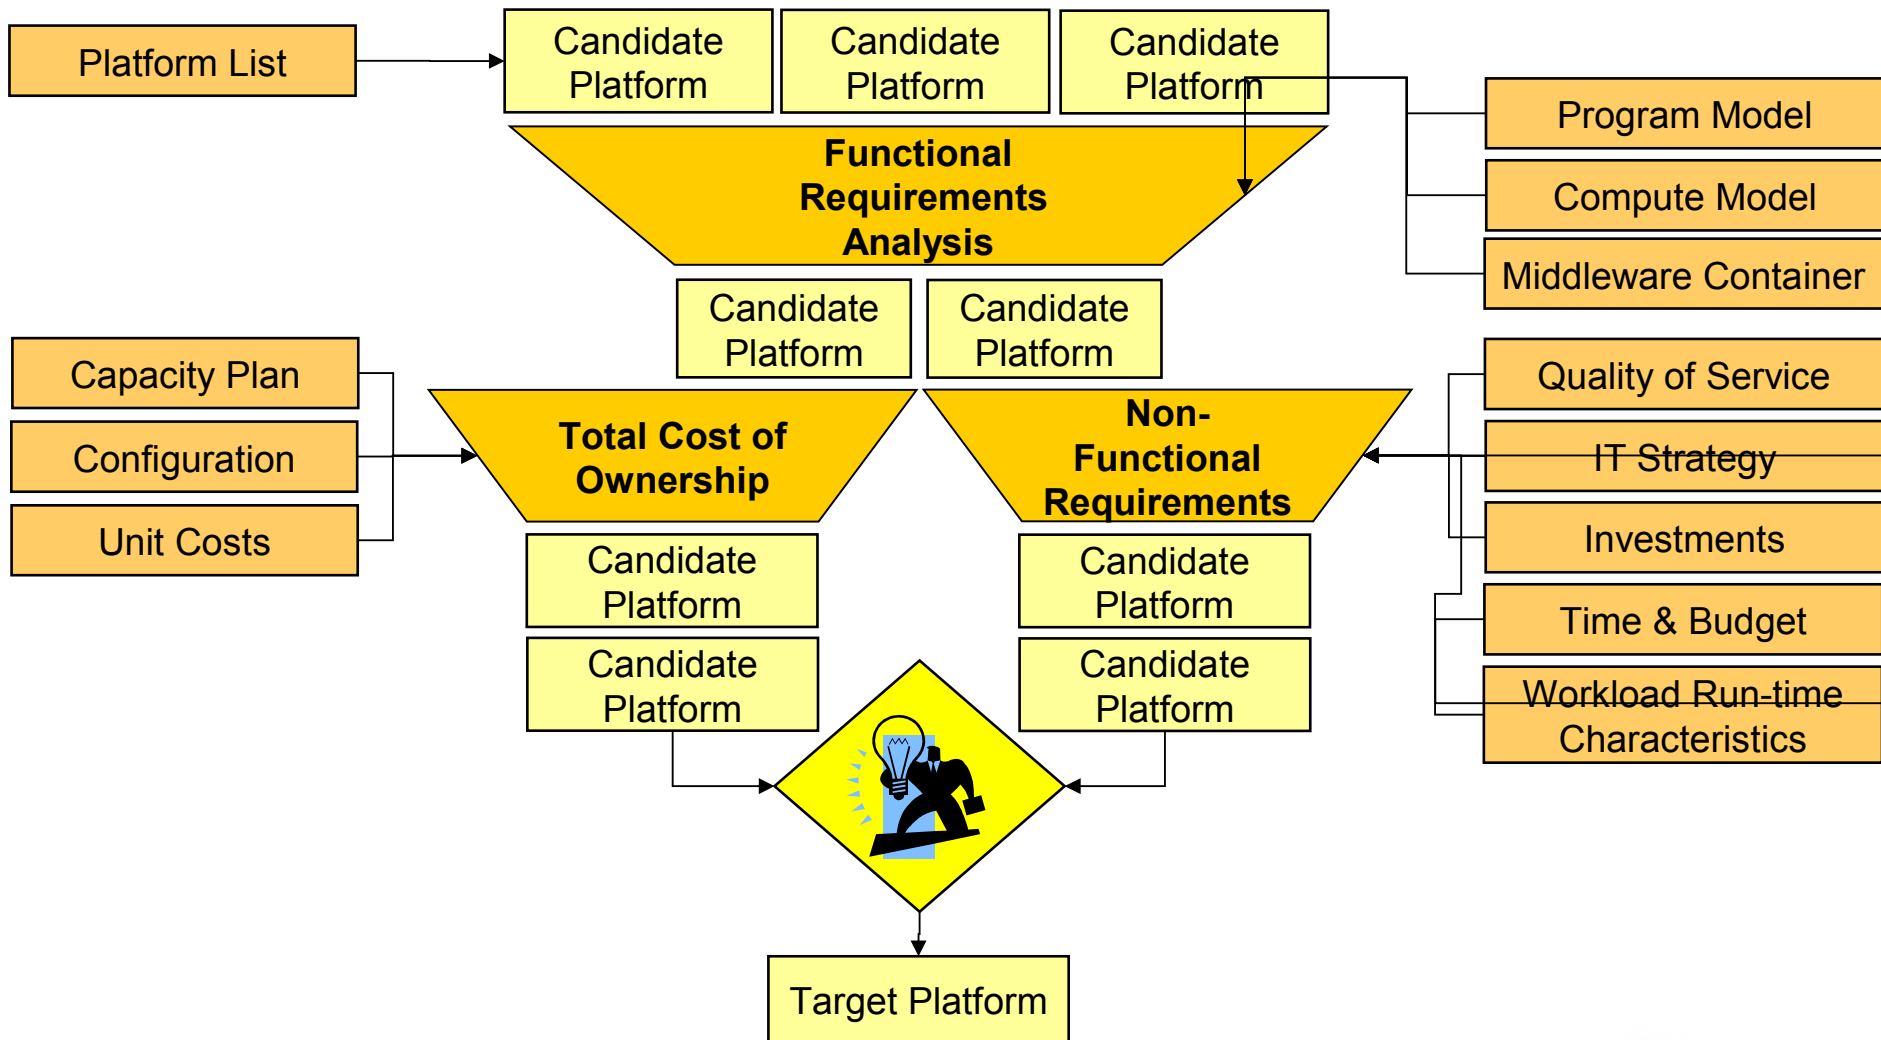 Platform List
Candidate
Platform
Candidate
Platform
Candidate
Platform
Program Model
Compute Model
Middleware Container
Functional
Requirements
Analysis
Candidate
Platform
Candidate
Platform
Capacity Plan
Configuration
Unit Costs
Total Cost of
Ownership
Non-
Functional
Requirements
Quality of Service
IT Strategy
Investments
Time & Budget
Workload Run-time
Characteristics
Candidate
Platform
Candidate
Platform
Candidate
Platform
Candidate
Platform
Target Platform